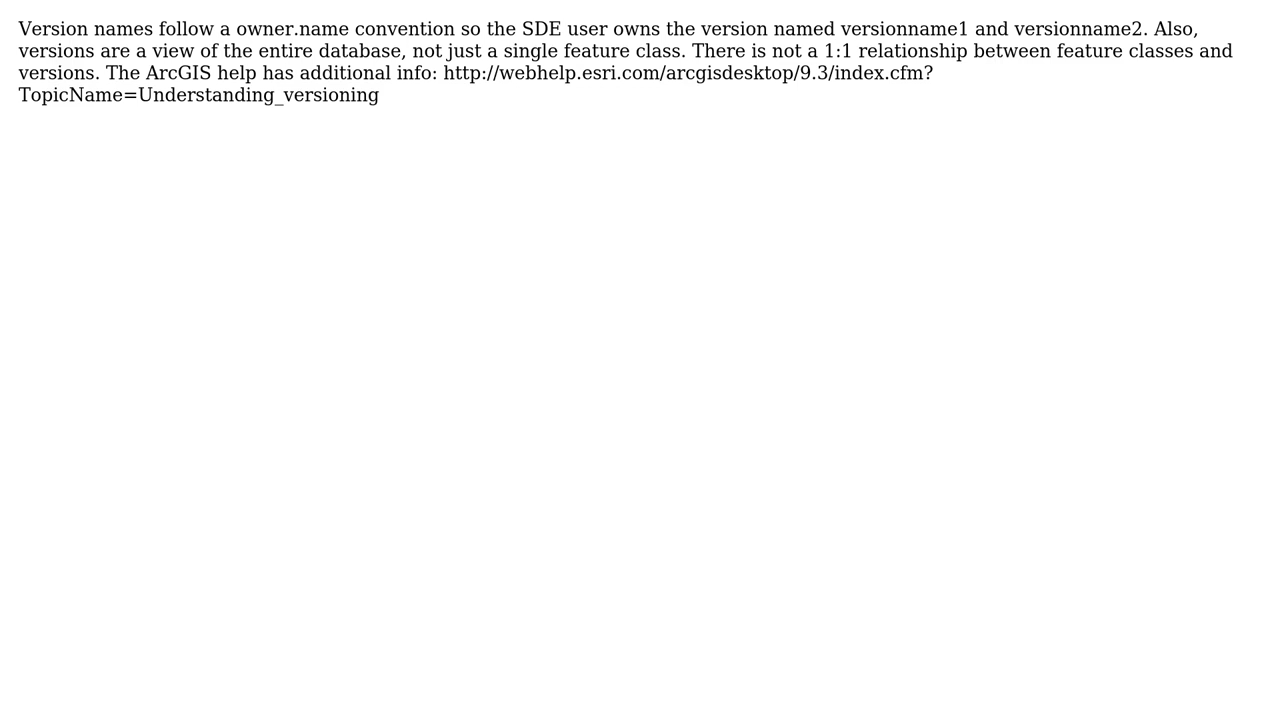 Version names follow a owner.name convention so the SDE user owns the version named versionname1 and versionname2. Also,
versions are a view of the entire database, not just a single feature class. There is not a 1:1 relationship between feature classes and
versions. The ArcGIS help has additional info: http://webhelp.esri.com/arcgisdesktop/9.3/index.cfm?
TopicName=Understanding_versioning